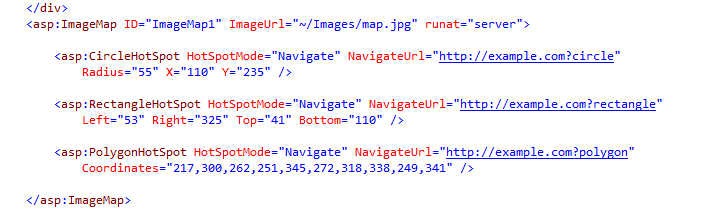 </div>
<asp:ImageMap ID="ImageMap1" ImageUrl="~/Images/map.jpg" runat="server">
<asp:CircleHotSpot HotSpotMode="Navigate" NavigateUrl="http://example.com?circle"
Radius="55" X="110" Y="235" />
<asp:RectangleHotSpot HotSpotMode="Navigate" NavigateUrl="http://example.com?rectangle"
Left="53" Right="325" Top="41" Bottom="110" />
<asp:PolygonHotSpot HotSpotMode="Navigate" NavigateUrl="http://example.com?polygon"
Coordinates="217,300,262,251,345,272,318,338,249,341" />
</asp:ImageMap>